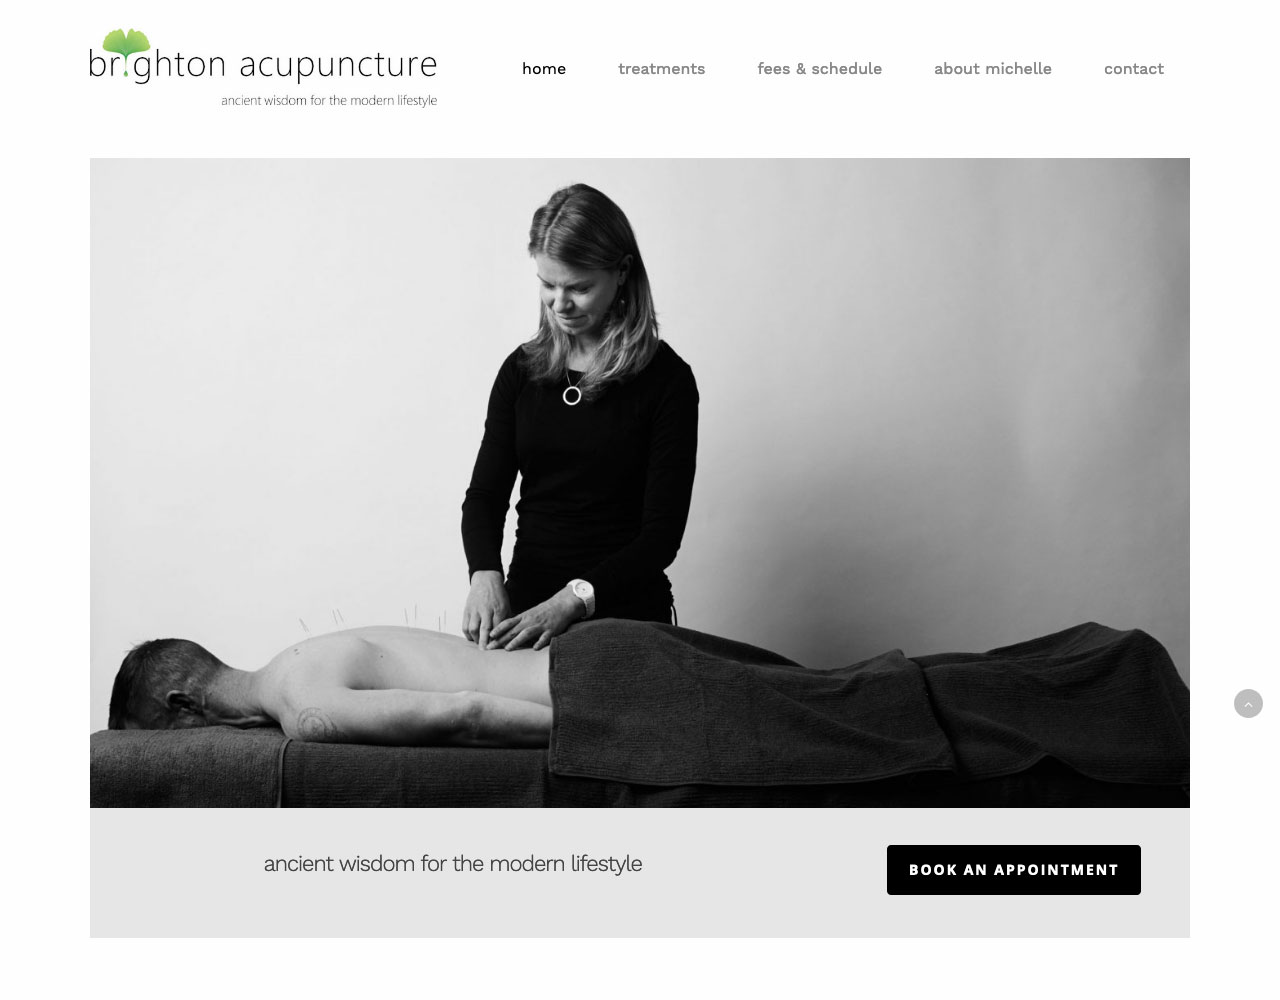 brighton acupuncture
ancient wisdom for the modern lifestyle
home treatments fees & schedule about michelle contact
ancient wisdom for the modern lifestyle
BOOK AN APPOINTMENT